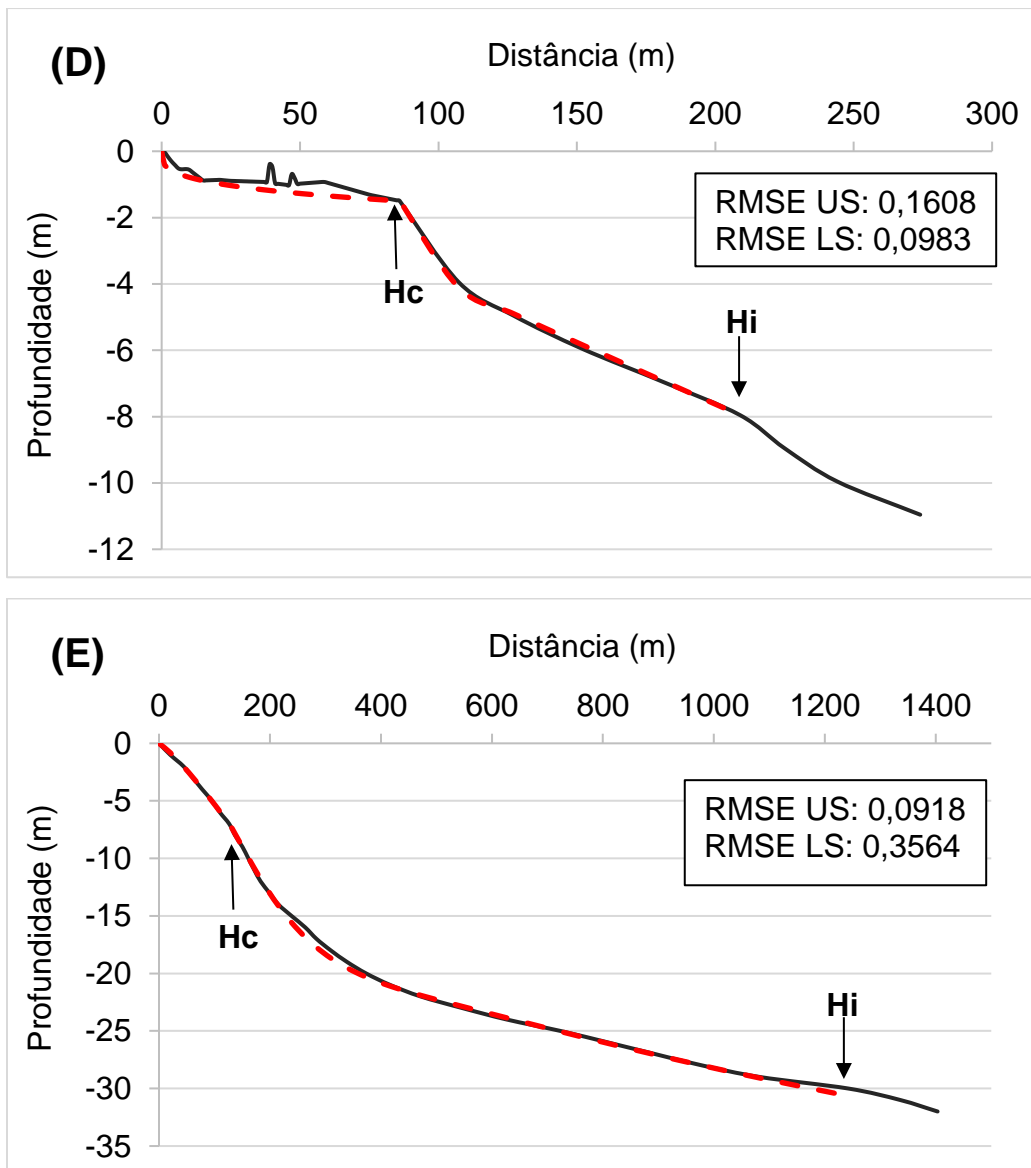 (D)
Distância (m)
0 50 100 150 200 250 300
Profundidade (m)
0
-2
-4
-6
-8
-10
-12
RMSE US: 0,1608
RMSE LS: 0,0983
Hc
Hi
(E)
Distância (m)
0 200 400 600 800 1000 1200 1400
Profundidade (m)
0
-5
-10
-15
-20
-25
-30
-35
RMSE US: 0,0918
RMSE LS: 0,3564
Hc
Hi